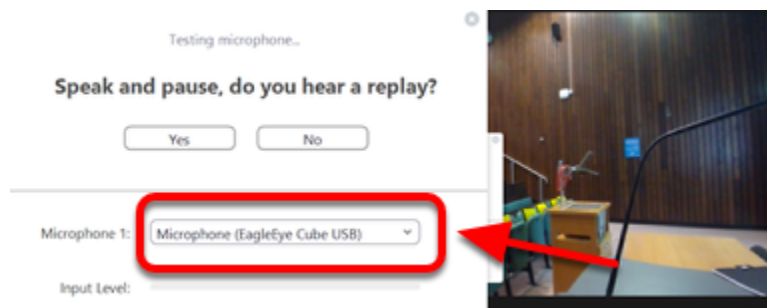 Testing microphone...
Speak and pause, do you hear a replay?
Yes No
Microphone 1: Microphone (EagleEye Cube USB)
Input Level: